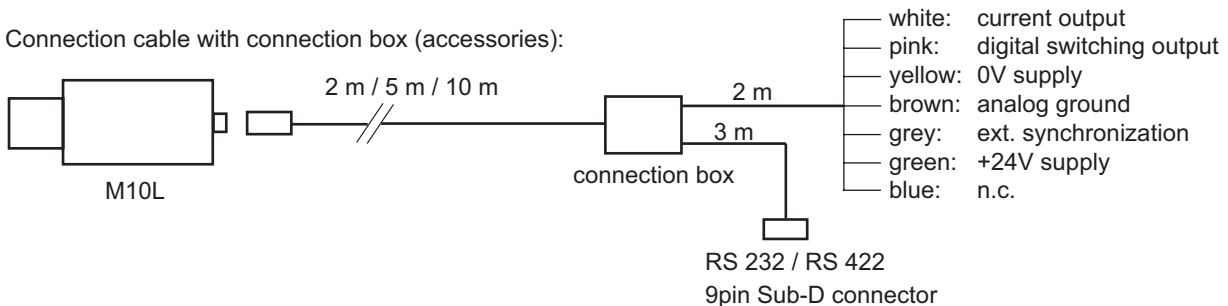 Connection cable with connection box (accessories):
M10L
2 m / 5 m / 10 m
connection box
2 m
3 m
white: current output
pink: digital switching output
yellow: 0V supply
brown: analog ground
grey: ext. synchronization
green: +24V supply
blue: n.c.
RS 232 / RS 422
9pin Sub-D connector